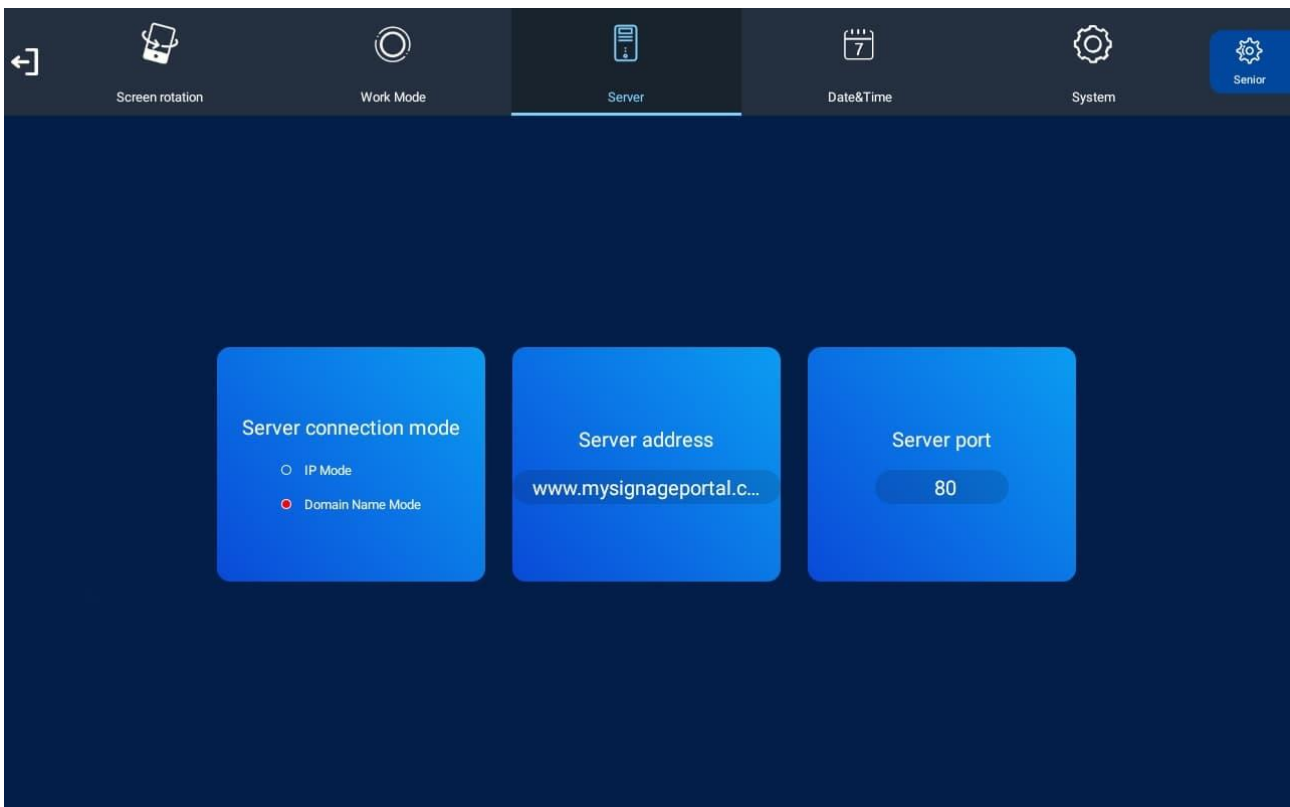 Screen rotation
Work Mode
Server
7
Date&Time
System
Senior
Server connection mode
IP Mode
Domain Name Mode
Server address
www.mysignageportal.c...
Server port
80